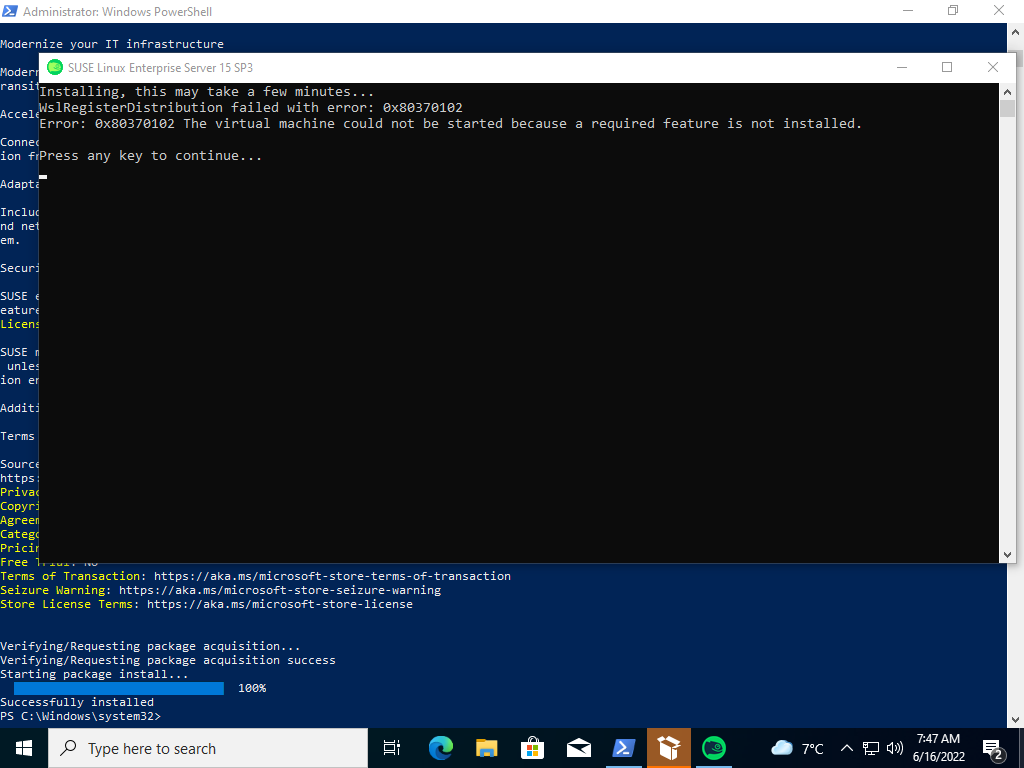 Administrator: Windows PowerShell
Modernize your IT infrastructure
SUSE Linux Enterprise Server 15 SP3
Installing, this may take a few minutes...
WslRegisterDistribution failed with error: 0x80370102
Error: 0x80370102 The virtual machine could not be started because a required feature is not installed.
Press any key to continue...
Modern
ransit
Accele
Connec
ion fr
Adapta
Includ
nd net
em.
Securi
SUSE e
eature
Licens
SUSE m
unles
ion en
Additi
Terms
Source
https:
Privac
Copyri
Agreem
Catego
Pricin
Free Trial: No
Terms of Transaction: https://aka.ms/microsoft-store-terms-of-transaction
Seizure Warning: https://aka.ms/microsoft-store-seizure-warning
Store License Terms: https://aka.ms/microsoft-store-license
Verifying/Requesting package acquisition...
Verifying/Requesting package acquisition success
Starting package install...
100%
Successfully installed
PS C:\Windows\system32>
Type here to search
7°C
7:47 AM
6/16/2022
2